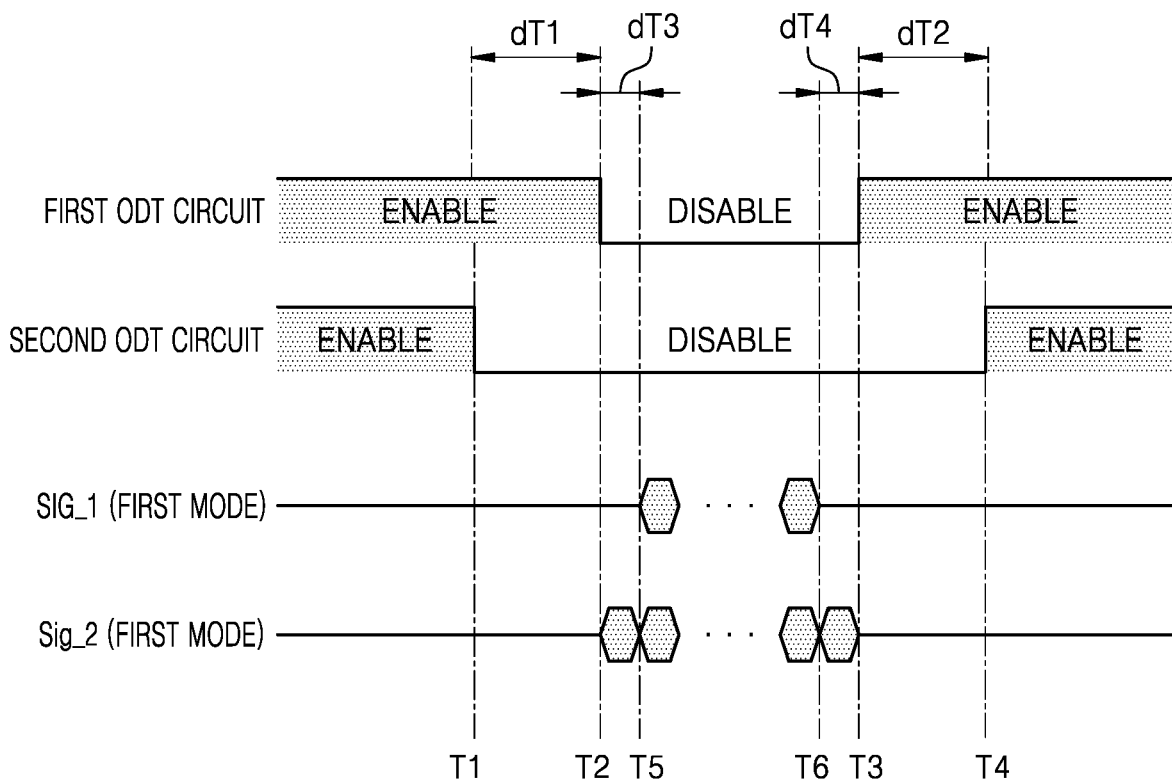 dT1 dT3 dT4 dT2
FIRST ODT CIRCUIT ENABLE DISABLE ENABLE
SECOND ODT CIRCUIT ENABLE DISABLE ENABLE
SIG_1 (FIRST MODE) · · ·
Sig_2 (FIRST MODE) · · ·
T1 T2 T5 T6 T3 T4